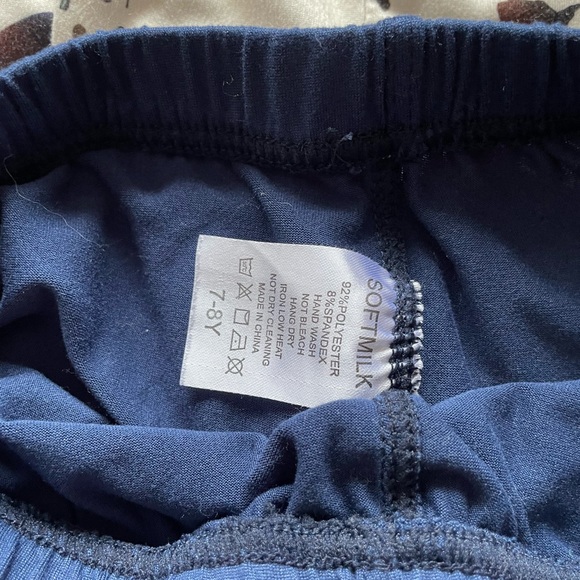 SOFTMILK
92%POLYESTER
8%SPANDEX
HAND WASH
NOT BLEACH
HANG DRY
IRON LOW HEAT
NOT DRY CLEANING
MADE IN CHINA
7-8Y